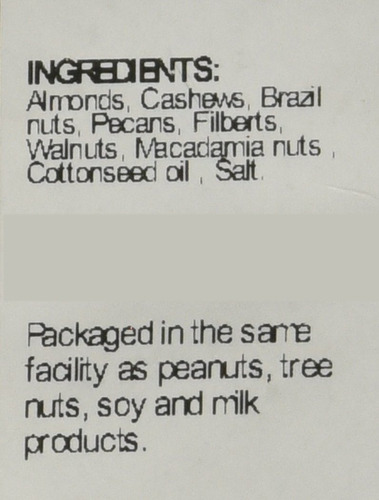 INGREDIENTS:
Almonds, Cashews, Brazil
nuts, Pecans, Filberts,
Walnuts, Macadamia nuts ,
Cottonseed oil , Salt.
Packaged in the same
facility as peanuts, tree
nuts, soy and milk
products.